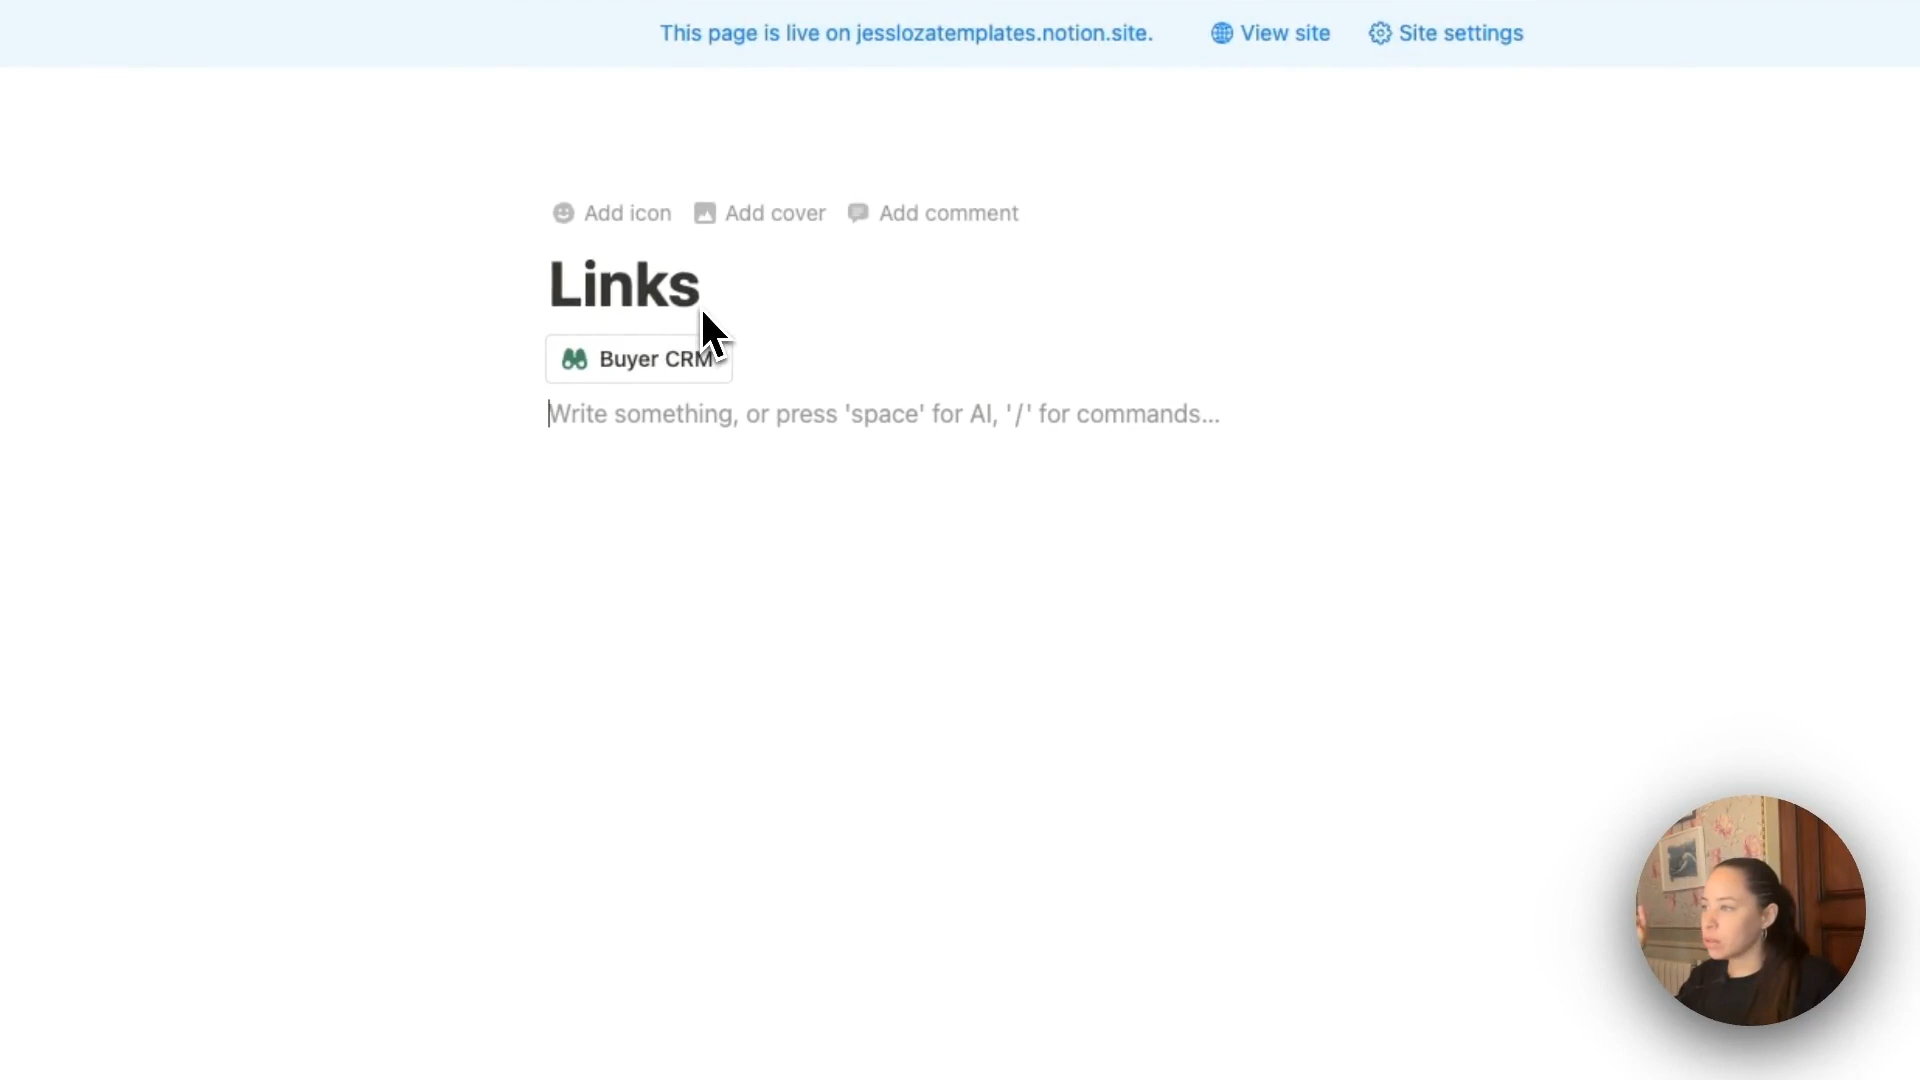 This page is live on jesslozatemplates.notion.site. View site Site settings
Add icon Add cover Add comment
Links
Buyer CRM
Write something, or press 'space' for AI, '/' for commands...